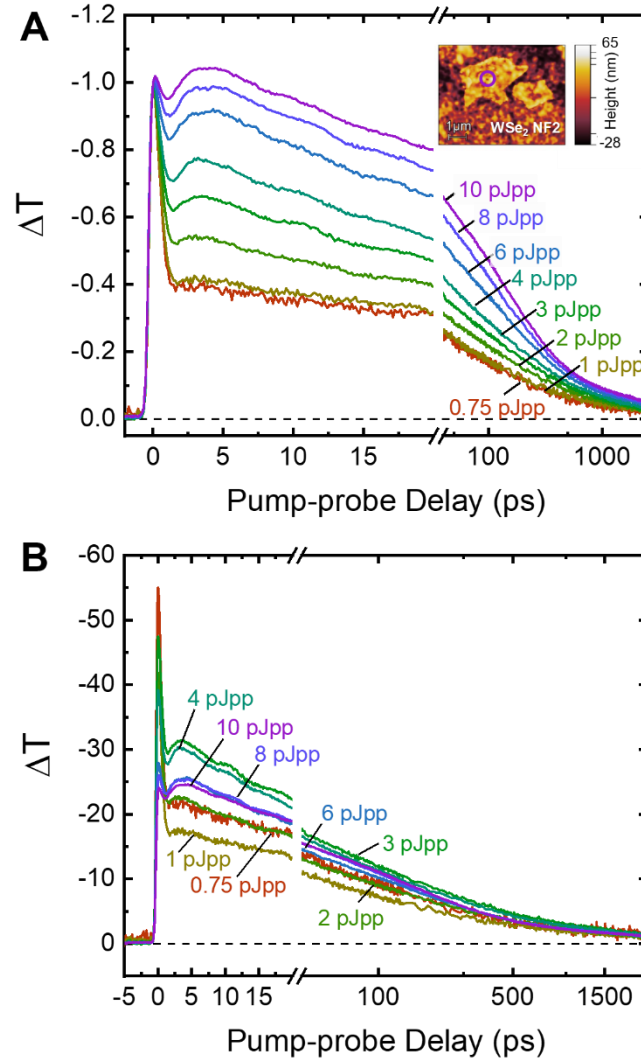 A
-1.2
-1.0
-0.8
-0.6
-0.4
-0.2
0.0
ΔT
65
-28
Height (nm)
1μm
WSe₂ NF2
10 pJpp
8 pJpp
6 pJpp
4 pJpp
3 pJpp
2 pJpp
1 pJpp
0.75 pJpp
0 5 10 15 100 1000
Pump-probe Delay (ps)
B
-60
-50
-40
-30
-20
-10
0
ΔT
4 pJpp
10 pJpp
8 pJpp
6 pJpp
3 pJpp
1 pJpp
0.75 pJpp
2 pJpp
-5 0 5 10 15 100 500 1500
Pump-probe Delay (ps)